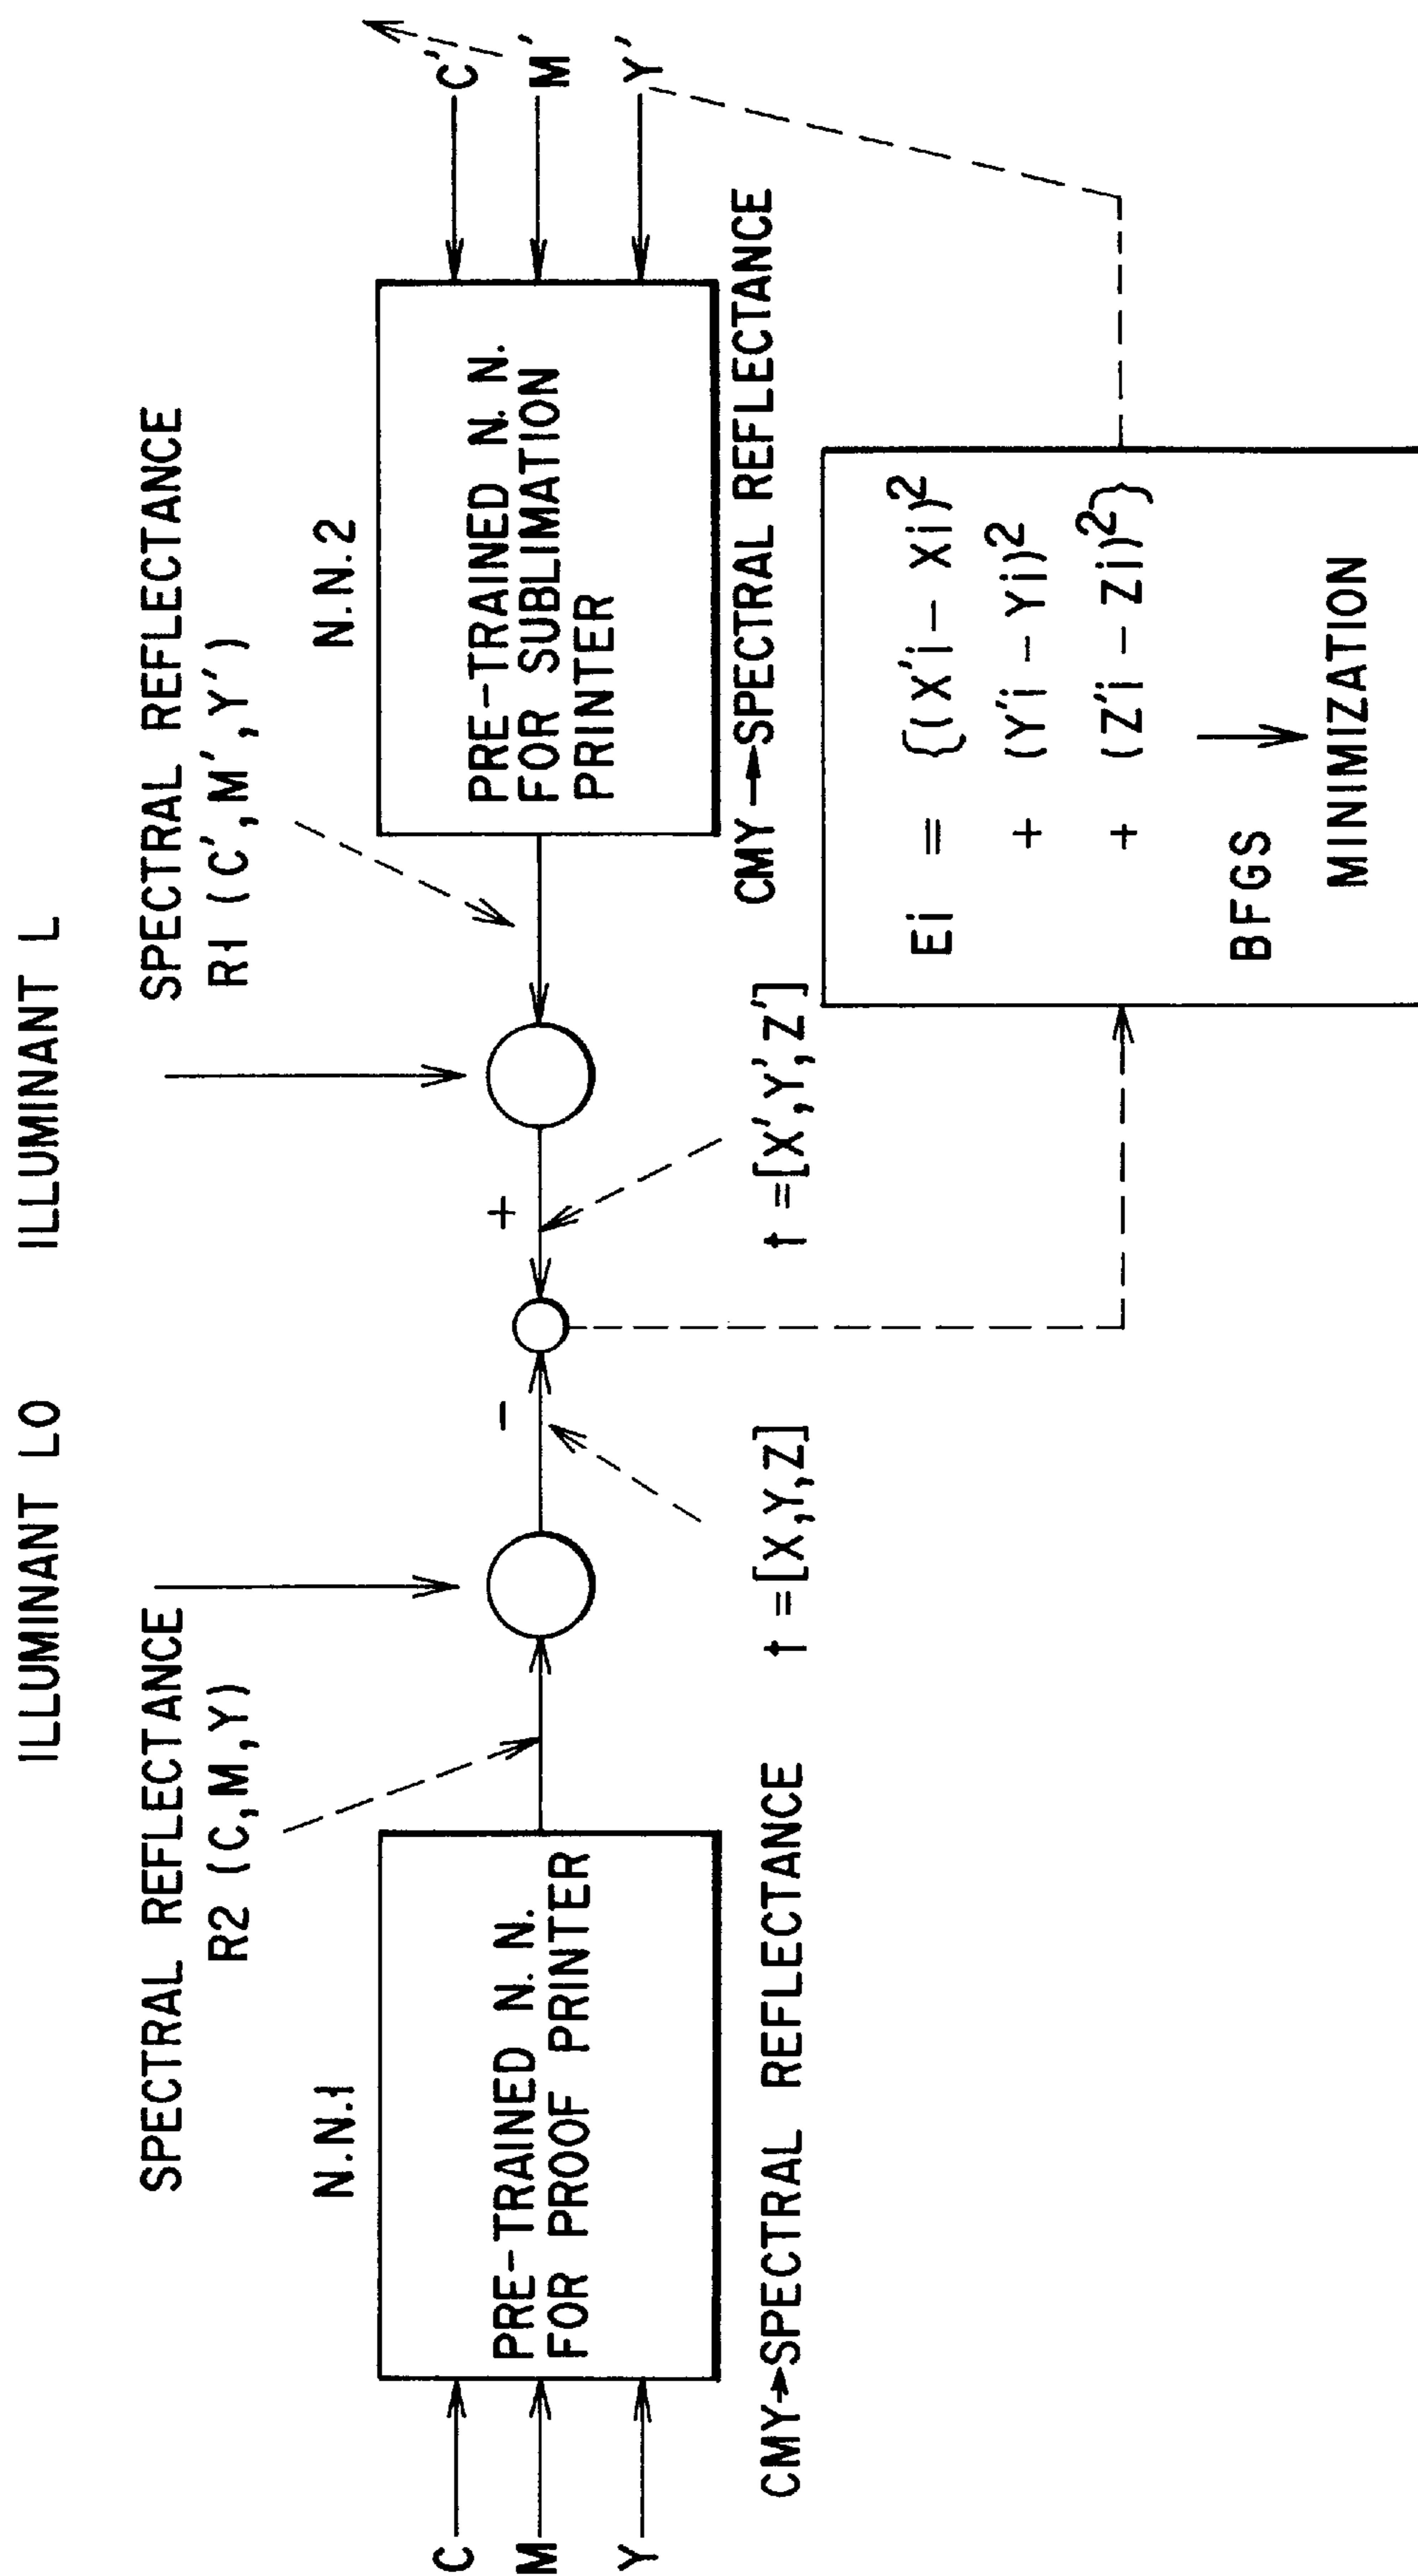 ILLUMINANT LO
ILLUMINANT L
SPECTRAL REFLECTANCE
R2 (C,M,Y)
SPECTRAL REFLECTANCE
R1 (C',M',Y')
N.N.1
N.N.2
C
M
Y
PRE-TRAINED N. N.
FOR PROOF PRINTER
-
+
PRE-TRAINED N. N.
FOR SUBLIMATION
PRINTER
C'
M'
Y'
CMY→SPECTRAL REFLECTANCE
t =[X,Y,Z]
t =[X',Y',Z']
CMY→SPECTRAL REFLECTANCE
Ei = {(X'i - Xi)²
+ (Y'i - Yi)²
+ (Z'i - Zi)²}
BFGS
MINIMIZATION